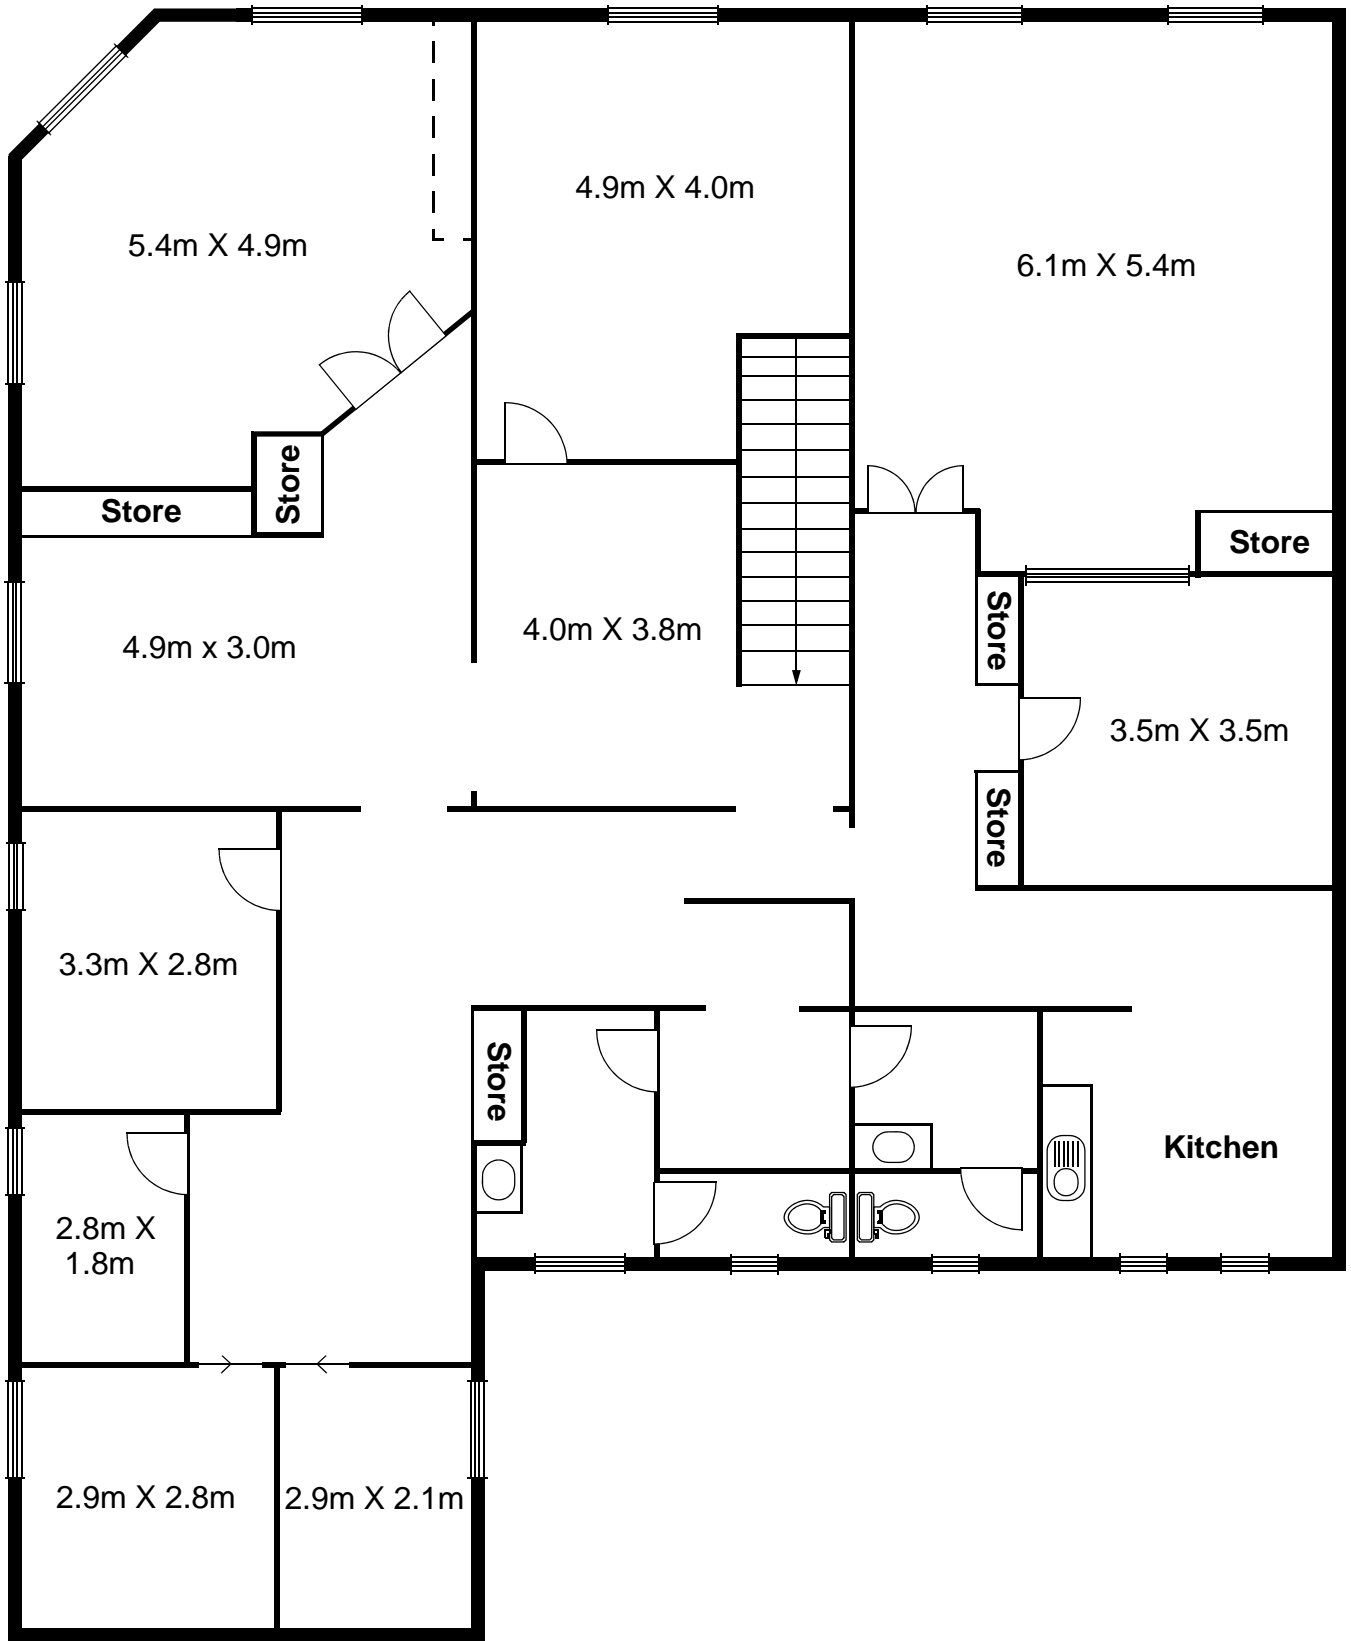 4.9m X 4.0m
5.4m X 4.9m
6.1m X 5.4m
Store
Store
Store
4.9m x 3.0m
4.0m X 3.8m
Store
3.5m X 3.5m
Store
3.3m X 2.8m
Store
Kitchen
2.8m X
1.8m
2.9m X 2.8m
2.9m X 2.1m